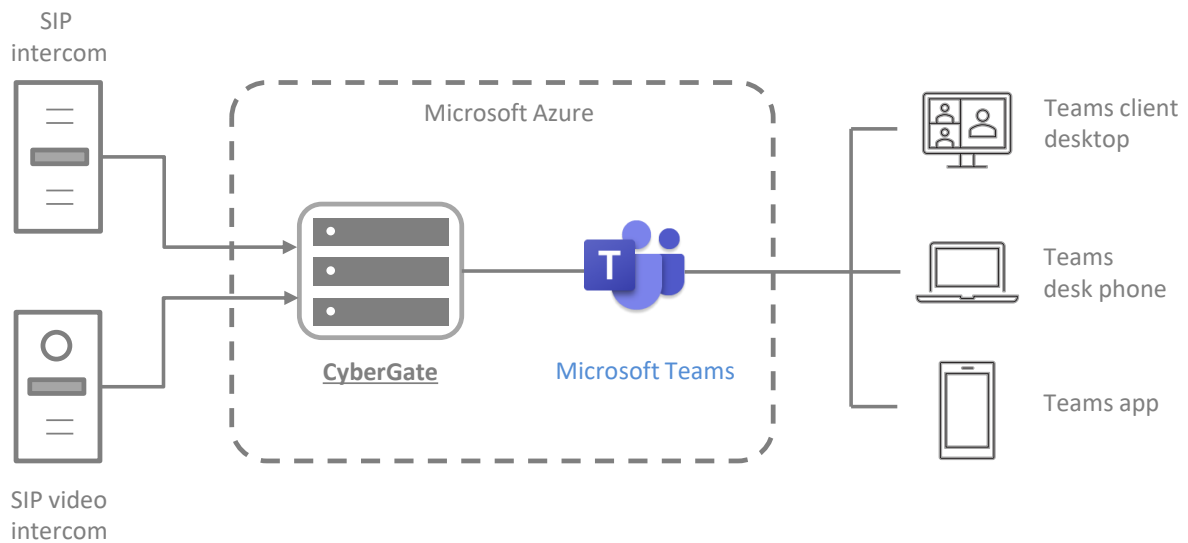 SIP
intercom
Microsoft Azure
Teams client
desktop
T
Teams
desk phone
CyberGate
Microsoft Teams
Teams app
SIP video
intercom